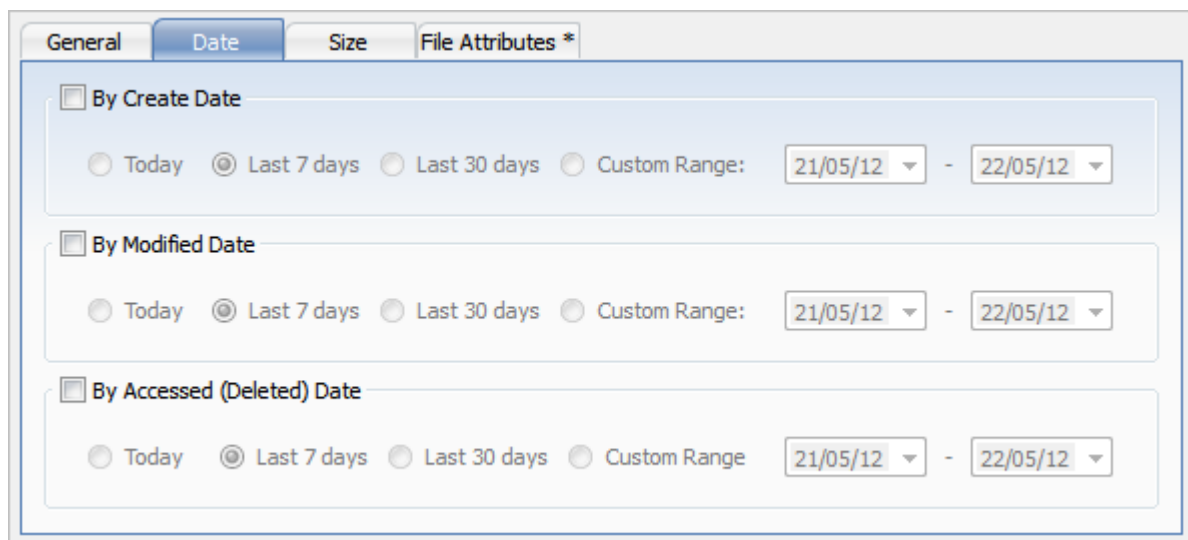 General Date Size File Attributes *
By Create Date
Today Last 7 days Last 30 days Custom Range: 21/05/12 - 22/05/12
By Modified Date
Today Last 7 days Last 30 days Custom Range: 21/05/12 - 22/05/12
By Accessed (Deleted) Date
Today Last 7 days Last 30 days Custom Range 21/05/12 - 22/05/12